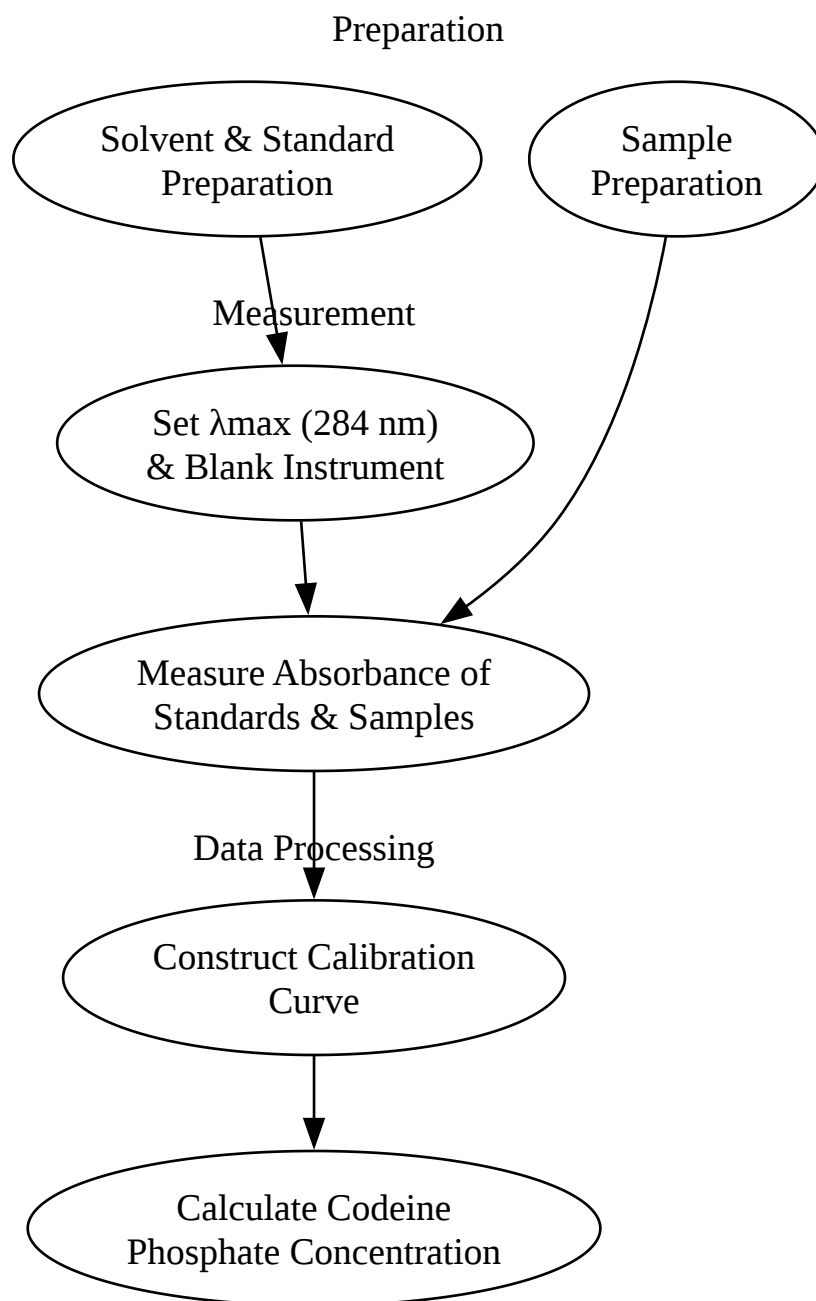 Preparation
Solvent & Standard
Preparation
Sample
Preparation
Measurement
Set λmax (284 nm)
& Blank Instrument
Measure Absorbance of
Standards & Samples
Data Processing
Construct Calibration
Curve
Calculate Codeine
Phosphate Concentration